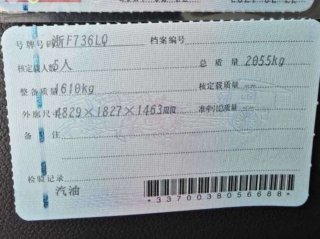 号牌号码 浙F736LQ 档案编号
核定载人数 5人 总质量 2055kg
整备质量 1610kg 核定载质量 --
外廓尺寸 4829×1827×1463mm 准牵引总质量 --
备注
检验记录
汽油
*3370038056888*